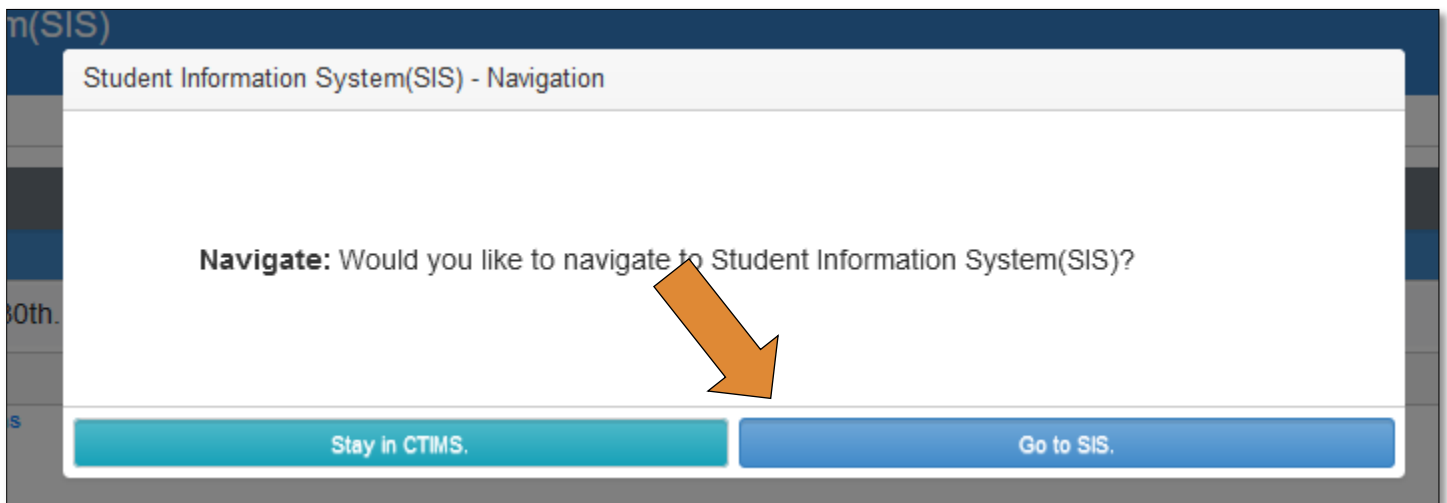 m(SIS)
Student Information System(SIS) - Navigation
Navigate: Would you like to navigate to Student Information System(SIS)?
30th.
s
Stay in CTIMS.
Go to SIS.